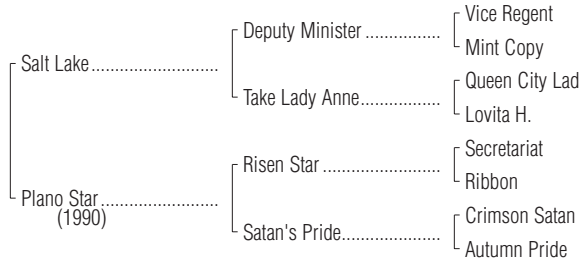 Vice Regent
Deputy Minister ..................
Mint Copy
Salt Lake..............................
Queen City Lad
Take Lady Anne...................
Lovita H.
Secretariat
Risen Star ...........................
Ribbon
Plano Star............................
(1990)
Crimson Satan
Satan's Pride.......................
Autumn Pride